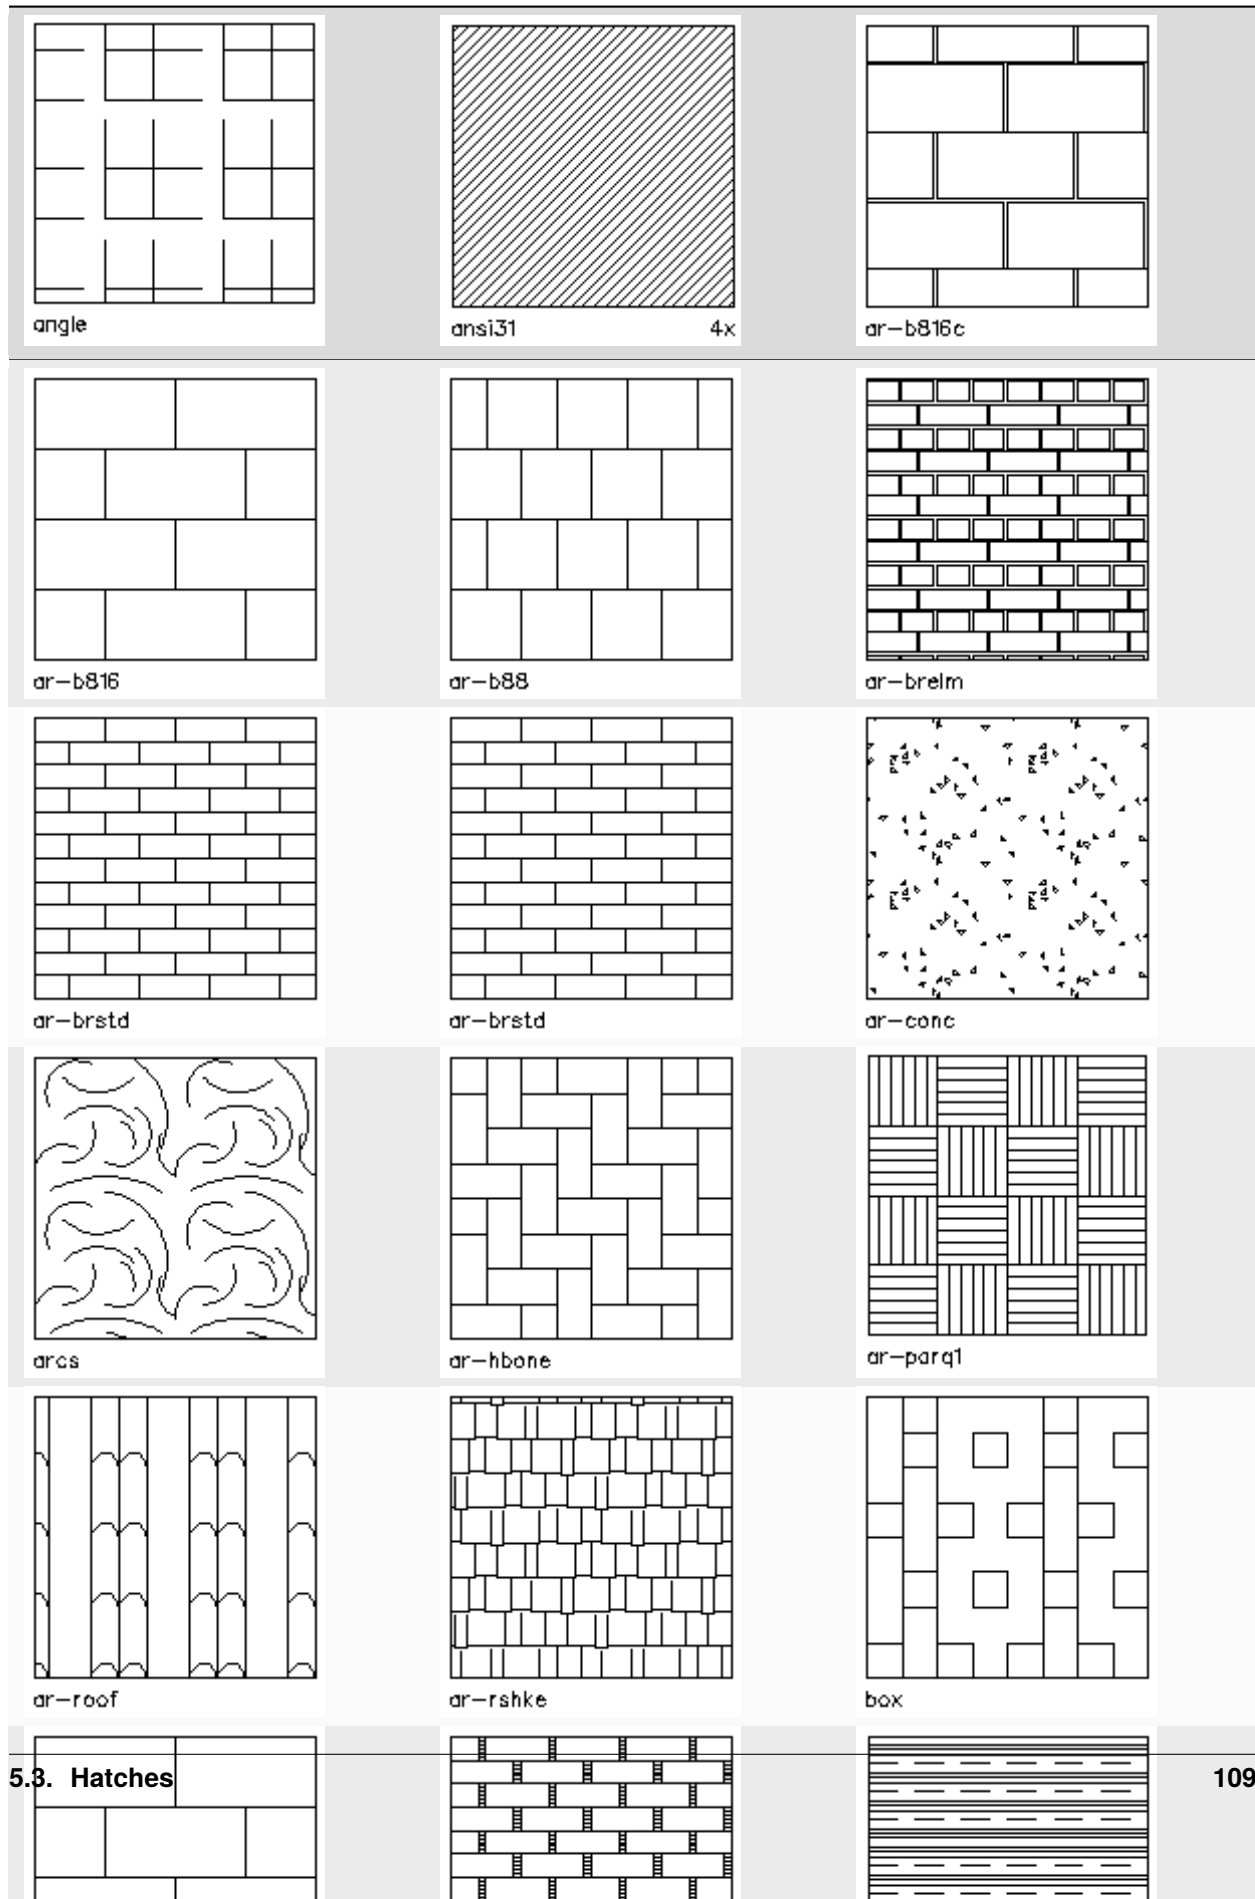 angle
ansi31 4x
ar-b816c
ar-b816
ar-b88
ar-brelm
ar-brstd
ar-brstd
ar-conc
arcs
ar-hbone
ar-parq1
ar-roof
ar-rshke
box
5.3. Hatches 109